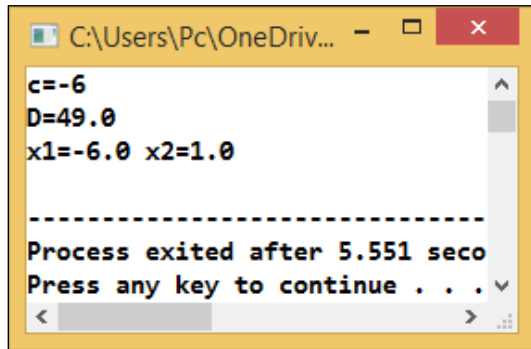 C:\Users\Pc\OneDriv...
c=-6
D=49.0
x1=-6.0 x2=1.0
--------------------------------
Process exited after 5.551 seco
Press any key to continue . . .